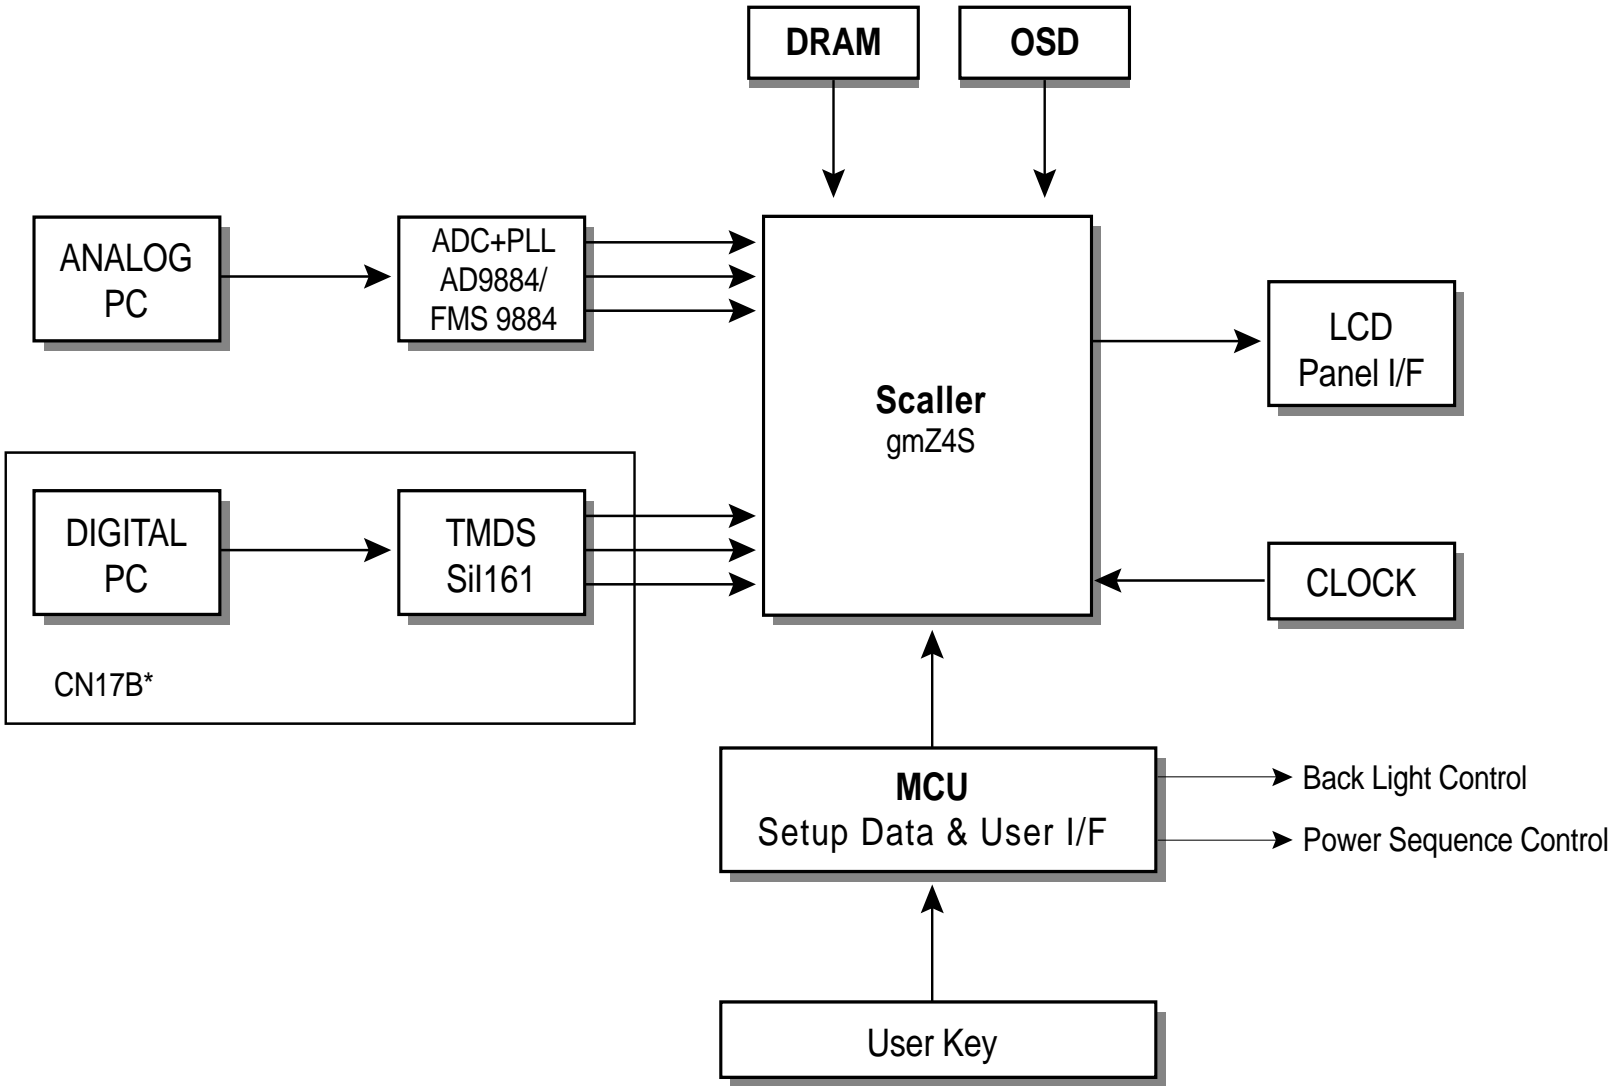 DRAM
OSD
ANALOG
PC
ADC+PLL
AD9884/
FMS 9884
LCD
Panel I/F
Scaller
gmZ4S
DIGITAL
PC
TMDS
SiI161
CLOCK
CN17B*
MCU
Setup Data & User I/F
Back Light Control
Power Sequence Control
User Key